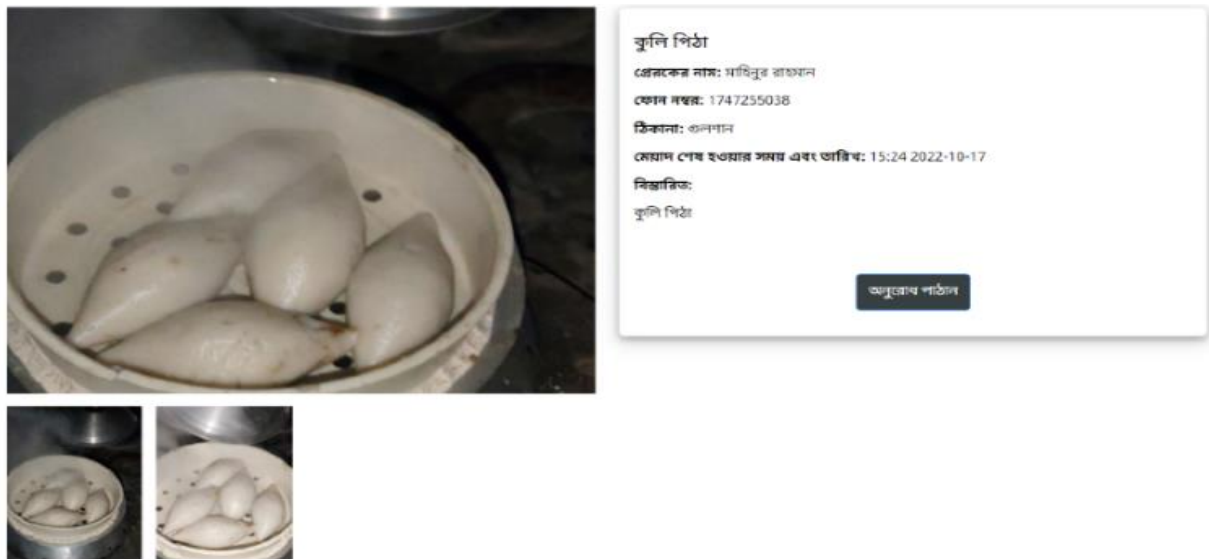 কুলি পিঠা
প্রেরকের নাম: মাহিনুর রাহমান
ফোন নম্বর: 1747255038
ঠিকানা: গুলশান
মেয়াদ শেষ হওয়ার সময় এবং তারিখ: 15:24 2022-10-17
বিস্তারিত:
কুলি পিঠা
অনুরোধ পাঠান